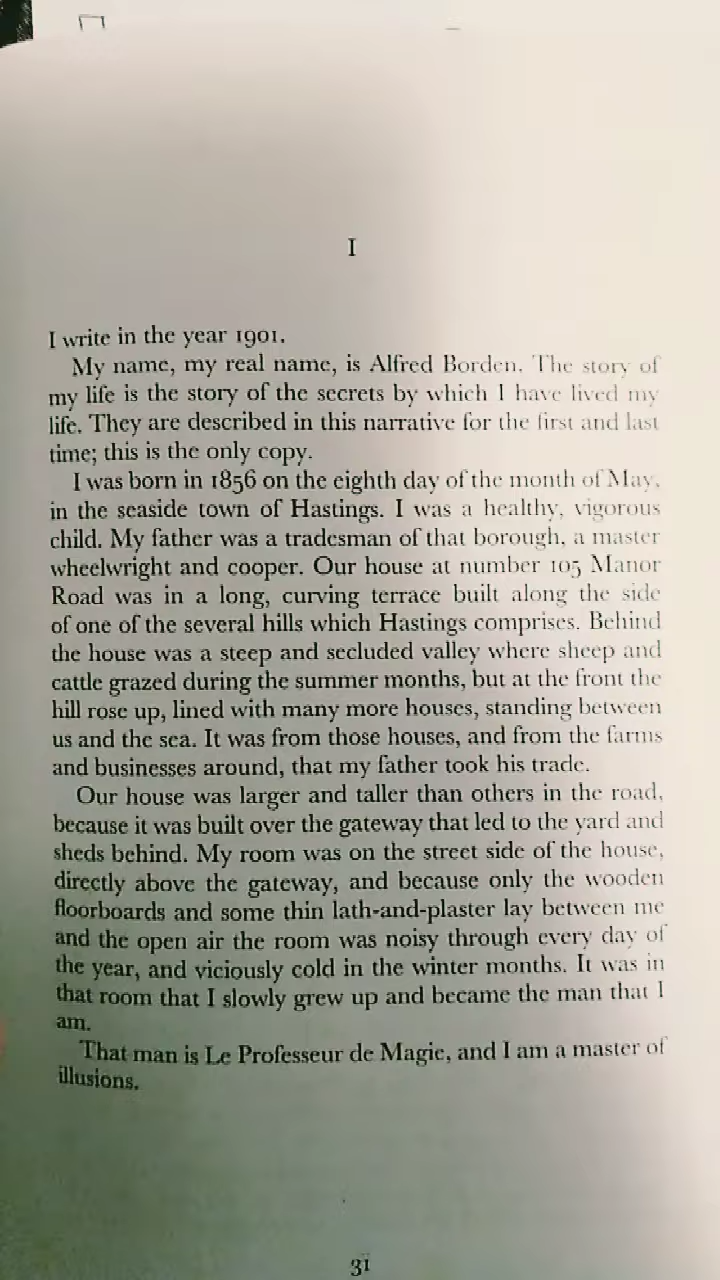 I
I write in the year 1901.
My name, my real name, is Alfred Borden. The story of
my life is the story of the secrets by which I have lived my
life. They are described in this narrative for the first and last
time; this is the only copy.
I was born in 1856 on the eighth day of the month of May,
in the seaside town of Hastings. I was a healthy, vigorous
child. My father was a tradesman of that borough, a master
wheelwright and cooper. Our house at number 105 Manor
Road was in a long, curving terrace built along the side
of one of the several hills which Hastings comprises. Behind
the house was a steep and secluded valley where sheep and
cattle grazed during the summer months, but at the front the
hill rose up, lined with many more houses, standing between
us and the sea. It was from those houses, and from the farms
and businesses around, that my father took his trade.
Our house was larger and taller than others in the road,
because it was built over the gateway that led to the yard and
sheds behind. My room was on the street side of the house,
directly above the gateway, and because only the wooden
floorboards and some thin lath-and-plaster lay between me
and the open air the room was noisy through every day of
the year, and viciously cold in the winter months. It was in
that room that I slowly grew up and became the man that I
am.
That man is Le Professeur de Magie, and I am a master of
illusions.
31